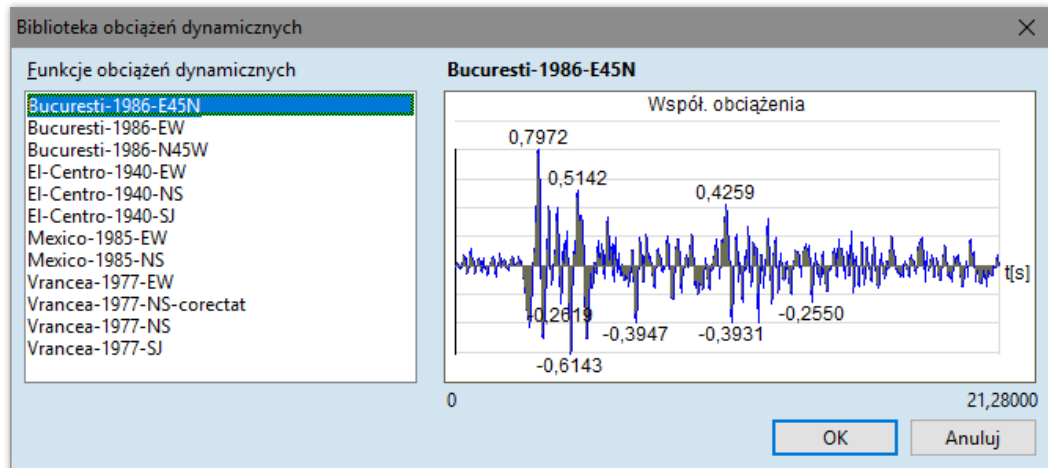 Biblioteka obciążeń dynamicznych
Funkcje obciążeń dynamicznych
Bucuresti-1986-E45N
Bucuresti-1986-EW
Bucuresti-1986-N45W
El-Centro-1940-EW
El-Centro-1940-NS
El-Centro-1940-SJ
Mexico-1985-EW
Mexico-1985-NS
Vrancea-1977-EW
Vrancea-1977-NS-corectat
Vrancea-1977-NS
Vrancea-1977-SJ
Bucuresti-1986-E45N
Współ. obciążenia
0,7972
0,5142
0,4259
t[s]
-0,2619
-0,2550
-0,3947
-0,3931
-0,6143
0
21,28000
OK
Anuluj